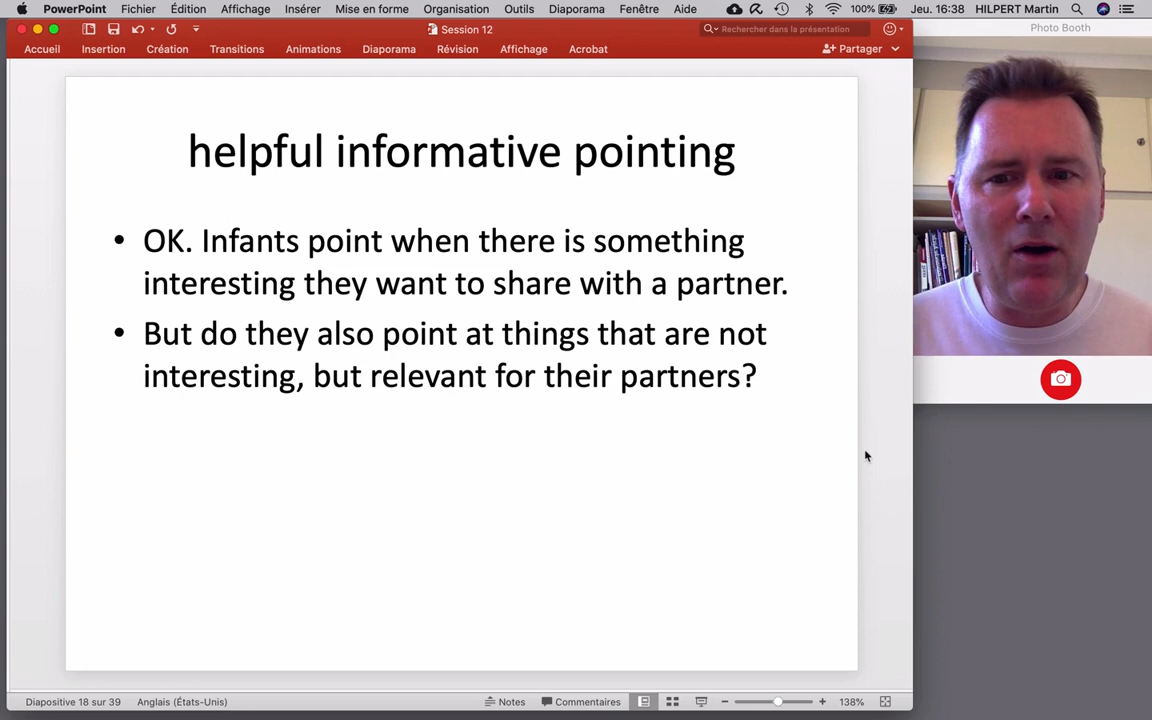 PowerPoint Fichier Édition Affichage Insérer Mise en forme Organisation Outils Diaporama Fenêtre Aide 100% Jeu. 16:38 HILPERT Martin
Session 12
Rechercher dans la présentation
Photo Booth
Accueil Insertion Création Transitions Animations Diaporama Révision Affichage Acrobat Partager
helpful informative pointing
• OK. Infants point when there is something
interesting they want to share with a partner.
• But do they also point at things that are not
interesting, but relevant for their partners?
Diapositive 18 sur 39 Anglais (États-Unis) Notes Commentaires 138%